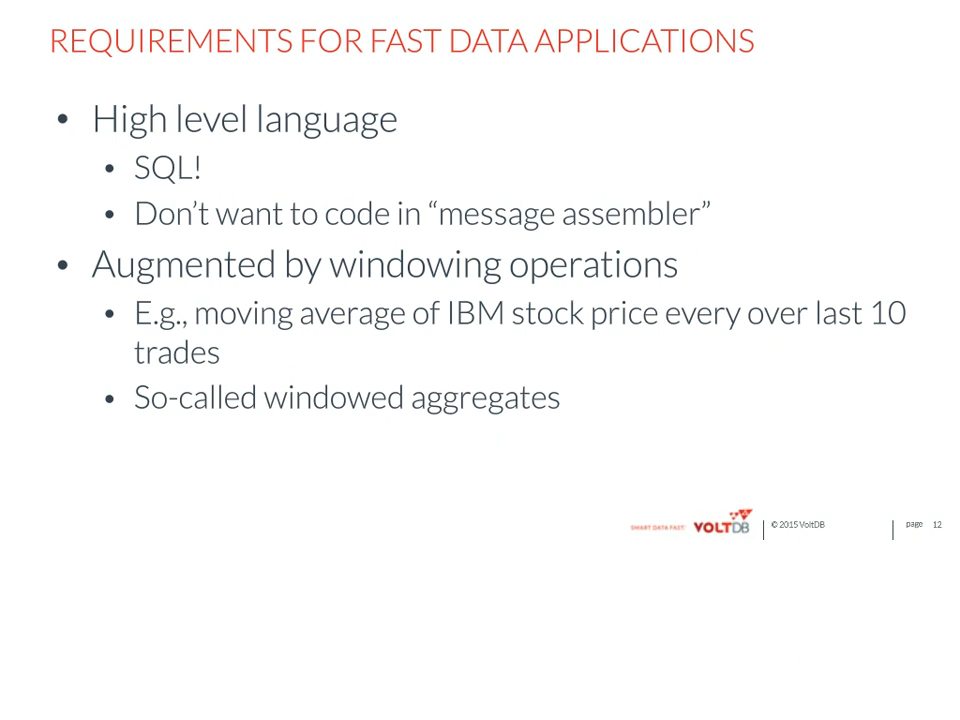 REQUIREMENTS FOR FAST DATA APPLICATIONS
• High level language
• SQL!
• Don’t want to code in “message assembler”
• Augmented by windowing operations
• E.g., moving average of IBM stock price every over last 10
trades
• So-called windowed aggregates
SMART DATA FAST VOLTDB © 2015 VoltDB page 12